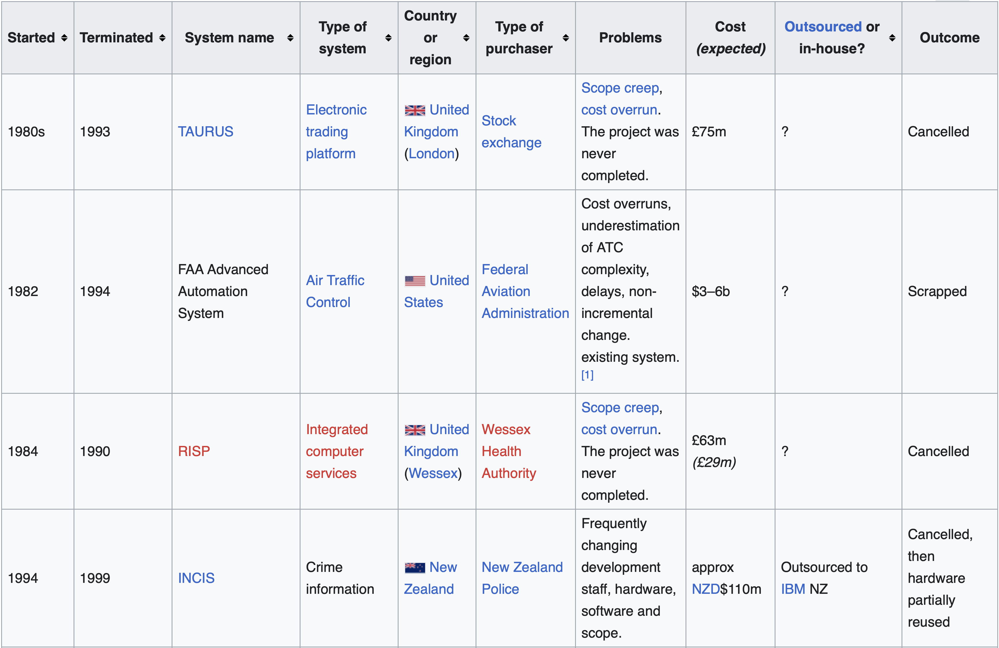 Started
Terminated
System name
Type of
system
Country
or
region
Type of
purchaser
Problems
Cost
(expected)
Outsourced or
in-house?
Outcome
1980s
1993
TAURUS
Electronic
trading
platform
United
Kingdom
(London)
Stock
exchange
Scope creep,
cost overrun.
The project was
never
completed.
£75m
?
Cancelled
1982
1994
FAA Advanced
Automation
System
Air Traffic
Control
United
States
Federal
Aviation
Administration
Cost overruns,
underestimation
of ATC
complexity,
delays, non-
incremental
change.
existing system.
[1]
$3–6b
?
Scrapped
1984
1990
RISP
Integrated
computer
services
United
Kingdom
(Wessex)
Wessex
Health
Authority
Scope creep,
cost overrun.
The project was
never
completed.
£63m
(£29m)
?
Cancelled
1994
1999
INCIS
Crime
information
New
Zealand
New Zealand
Police
Frequently
changing
development
staff, hardware,
software and
scope.
approx
NZD$110m
Outsourced to
IBM NZ
Cancelled,
then
hardware
partially
reused